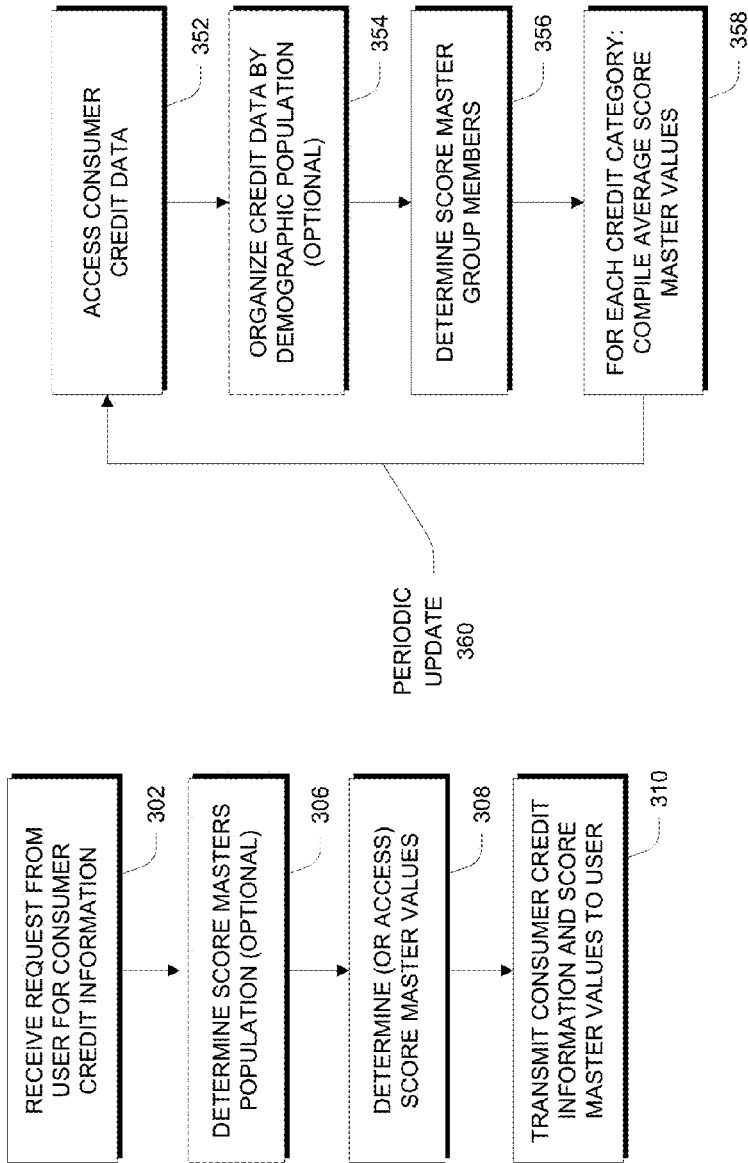 RECEIVE REQUEST FROM
USER FOR CONSUMER
CREDIT INFORMATION
302
DETERMINE SCORE MASTERS
POPULATION (OPTIONAL)
306
DETERMINE (OR ACCESS)
SCORE MASTER VALUES
308
TRANSMIT CONSUMER CREDIT
INFORMATION AND SCORE
MASTER VALUES TO USER
310
PERIODIC
UPDATE
360
ACCESS CONSUMER
CREDIT DATA
352
ORGANIZE CREDIT DATA BY
DEMOGRAPHIC POPULATION
(OPTIONAL)
354
DETERMINE SCORE MASTER
GROUP MEMBERS
356
FOR EACH CREDIT CATEGORY:
COMPILE AVERAGE SCORE
MASTER VALUES
358